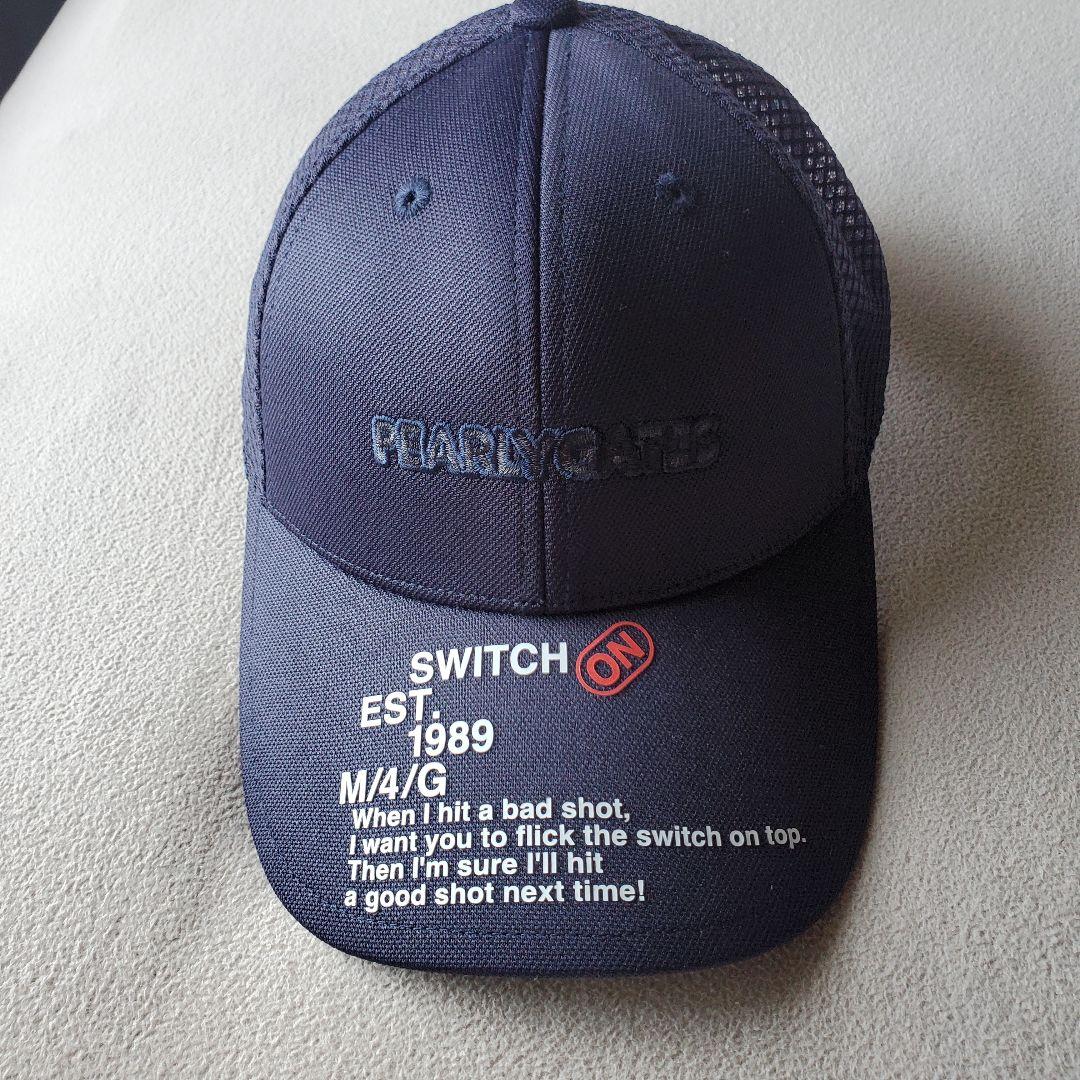 PEARLY GATES
SWITCH ON
EST.
1989
M/4/G
When I hit a bad shot,
I want you to flick the switch on top.
Then I'm sure I'll hit
a good shot next time!